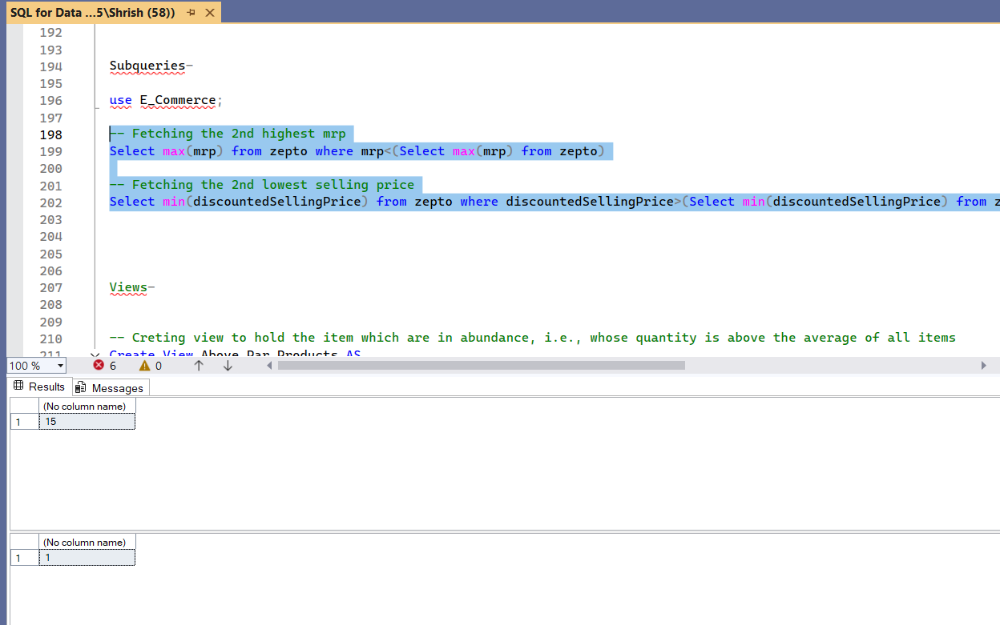 SQL for Data ...5\Shrish (58))
192
193
194 Subqueries-
195
196 use E_Commerce;
197
198 -- Fetching the 2nd highest mrp
199 Select max(mrp) from zepto where mrp<(Select max(mrp) from zepto)
200
201 -- Fetching the 2nd lowest selling price
202 Select min(discountedSellingPrice) from zepto where discountedSellingPrice>(Select min(discountedSellingPrice) from z
203
204
205
206
207 Views-
208
209
210 -- Creting view to hold the item which are in abundance, i.e., whose quantity is above the average of all items
211 Create View Above_Par_Products AS
100 % 6 0
Results Messages
(No column name)
1 15
(No column name)
1 1